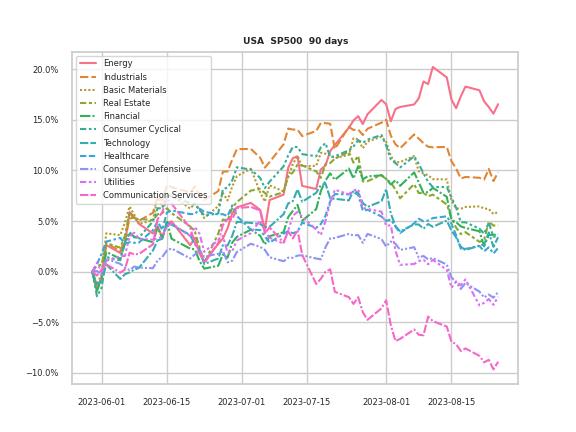 USA  SP500  90 days
20.0%
15.0%
10.0%
5.0%
0.0%
−5.0%
−10.0%
Energy
Industrials
Basic Materials
Real Estate
Financial
Consumer Cyclical
Technology
Healthcare
Consumer Defensive
Utilities
Communication Services
2023-06-01 2023-06-15 2023-07-01 2023-07-15 2023-08-01 2023-08-15